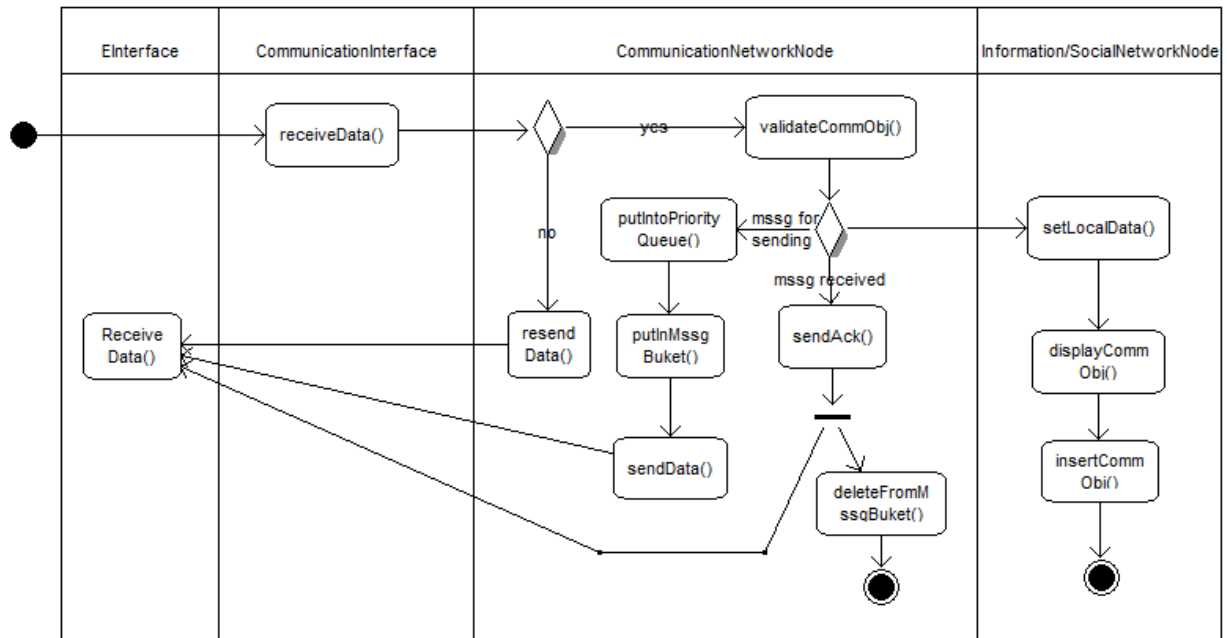 EInterface
CommunicationInterface
CommunicationNetworkNode
Information/SocialNetworkNode
receiveData()
yes
validateCommObj()
no
putIntoPriority
Queue()
mssg for
sending
setLocalData()
mssg received
Receive
Data()
resend
Data()
putInMssg
Buket()
sendAck()
displayComm
Obj()
sendData()
deleteFromM
ssgBuket()
insertComm
Obj()